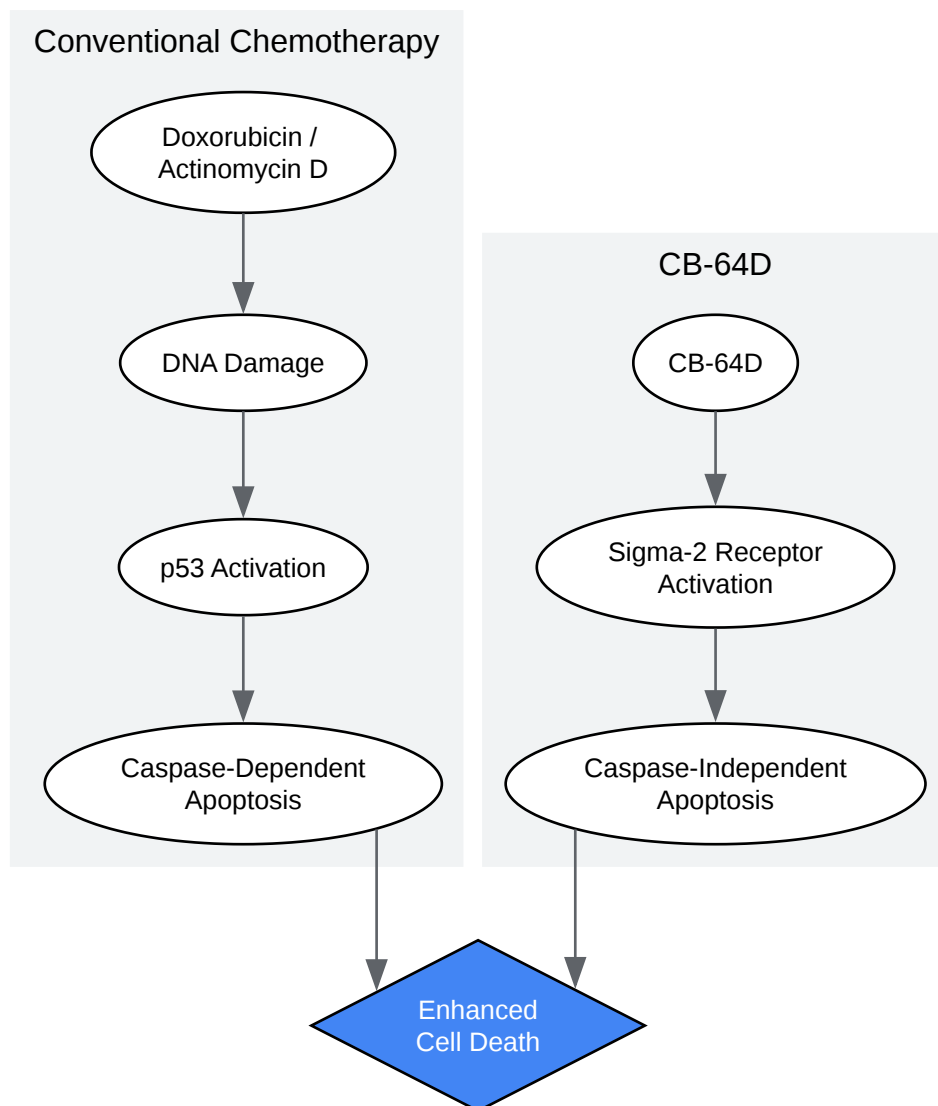 Conventional Chemotherapy
Doxorubicin /
Actinomycin D
DNA Damage
p53 Activation
Caspase-Dependent
Apoptosis
CB-64D
CB-64D
Sigma-2 Receptor
Activation
Caspase-Independent
Apoptosis
Enhanced
Cell Death